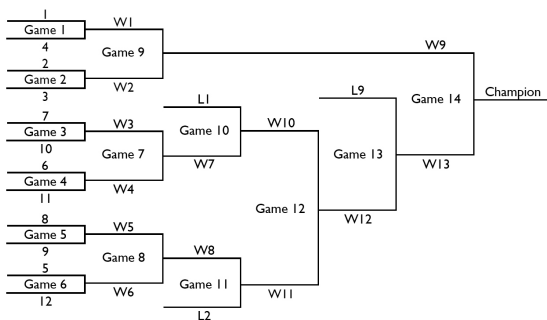 1
Game 1
4
W1
2
Game 2
3
W2
Game 9
W9
7
Game 3
10
W3
6
Game 4
11
W4
Game 7
L1
Game 10
W7
W10
8
Game 5
9
W5
5
Game 6
12
W6
Game 8
W8
Game 11
L2
W11
Game 12
L9
Game 13
W12
W13
Game 14
Champion